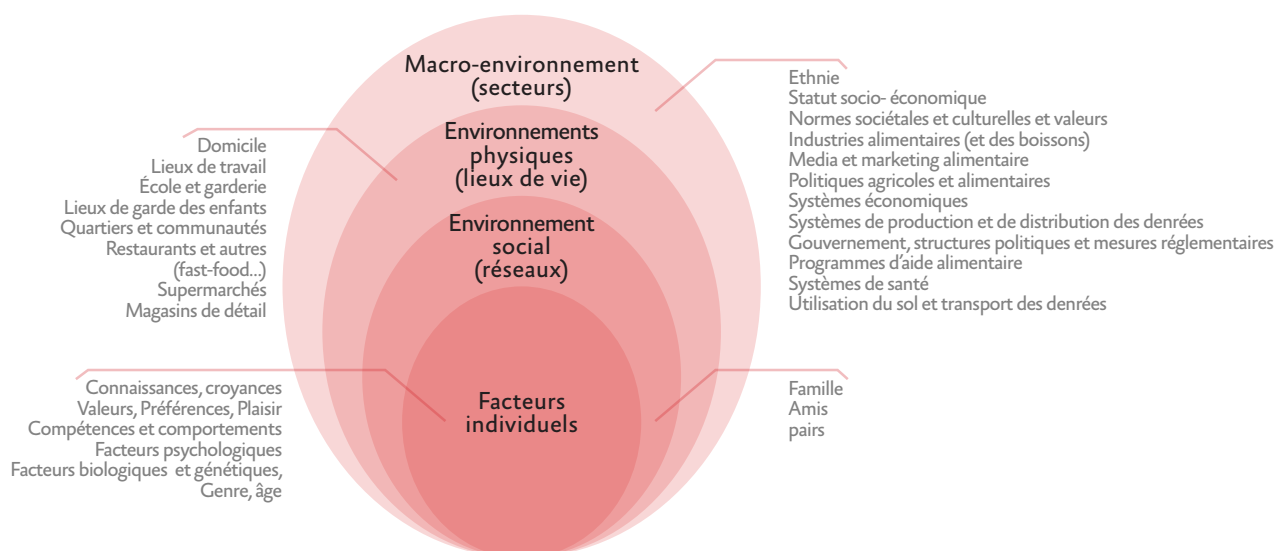 Macro-environnement
(secteurs)
Environnements
physiques
(lieux de vie)
Environnement
social
(réseaux)
Facteurs
individuels
Domicile
Lieux de travail
École et garderie
Lieux de garde des enfants
Quartiers et communautés
Restaurants et autres
(fast-food...)
Supermarchés
Magasins de détail
Ethnie
Statut socio- économique
Normes sociétales et culturelles et valeurs
Industries alimentaires (et des boissons)
Media et marketing alimentaire
Politiques agricoles et alimentaires
Systèmes économiques
Systèmes de production et de distribution des denrées
Gouvernement, structures politiques et mesures réglementaires
Programmes d'aide alimentaire
Systèmes de santé
Utilisation du sol et transport des denrées
Connaissances, croyances
Valeurs, Préférences, Plaisir
Compétences et comportements
Facteurs psychologiques
Facteurs biologiques et génétiques,
Genre, âge
Famille
Amis
pairs